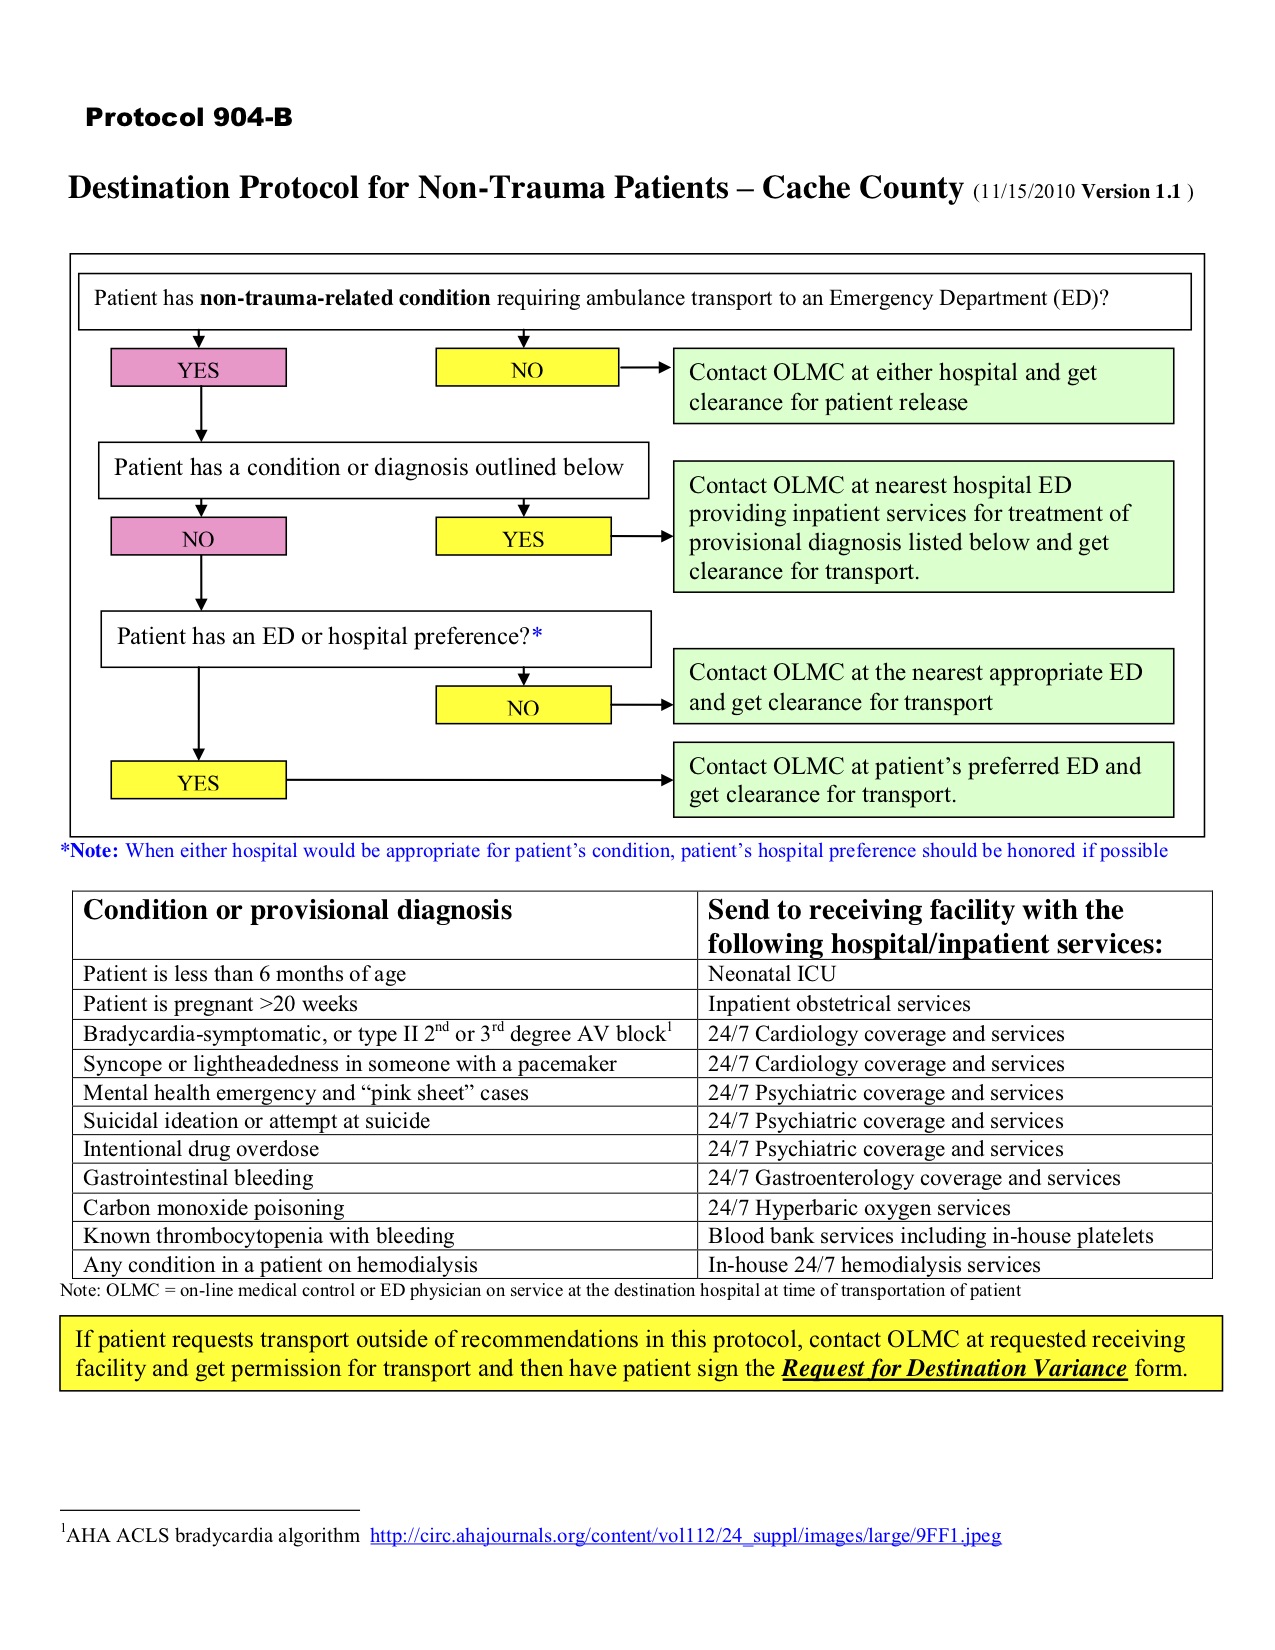 Protocol 904-B
Destination Protocol for Non-Trauma Patients – Cache County (11/15/2010 Version 1.1 )
Patient has non-trauma-related condition requiring ambulance transport to an Emergency Department (ED)?
YES
NO
Contact OLMC at either hospital and get
clearance for patient release
Patient has a condition or diagnosis outlined below
NO
YES
Contact OLMC at nearest hospital ED
providing inpatient services for treatment of
provisional diagnosis listed below and get
clearance for transport.
Patient has an ED or hospital preference?*
NO
Contact OLMC at the nearest appropriate ED
and get clearance for transport
YES
Contact OLMC at patient’s preferred ED and
get clearance for transport.
*Note: When either hospital would be appropriate for patient’s condition, patient’s hospital preference should be honored if possible
Condition or provisional diagnosis
Send to receiving facility with the
following hospital/inpatient services:
Patient is less than 6 months of age
Neonatal ICU
Patient is pregnant >20 weeks
Inpatient obstetrical services
Bradycardia-symptomatic, or type II 2nd or 3rd degree AV block1
24/7 Cardiology coverage and services
Syncope or lightheadedness in someone with a pacemaker
24/7 Cardiology coverage and services
Mental health emergency and “pink sheet” cases
24/7 Psychiatric coverage and services
Suicidal ideation or attempt at suicide
24/7 Psychiatric coverage and services
Intentional drug overdose
24/7 Psychiatric coverage and services
Gastrointestinal bleeding
24/7 Gastroenterology coverage and services
Carbon monoxide poisoning
24/7 Hyperbaric oxygen services
Known thrombocytopenia with bleeding
Blood bank services including in-house platelets
Any condition in a patient on hemodialysis
In-house 24/7 hemodialysis services
Note: OLMC = on-line medical control or ED physician on service at the destination hospital at time of transportation of patient
If patient requests transport outside of recommendations in this protocol, contact OLMC at requested receiving
facility and get permission for transport and then have patient sign the Request for Destination Variance form.
1AHA ACLS bradycardia algorithm http://circ.ahajournals.org/content/vol112/24_suppl/images/large/9FF1.jpeg